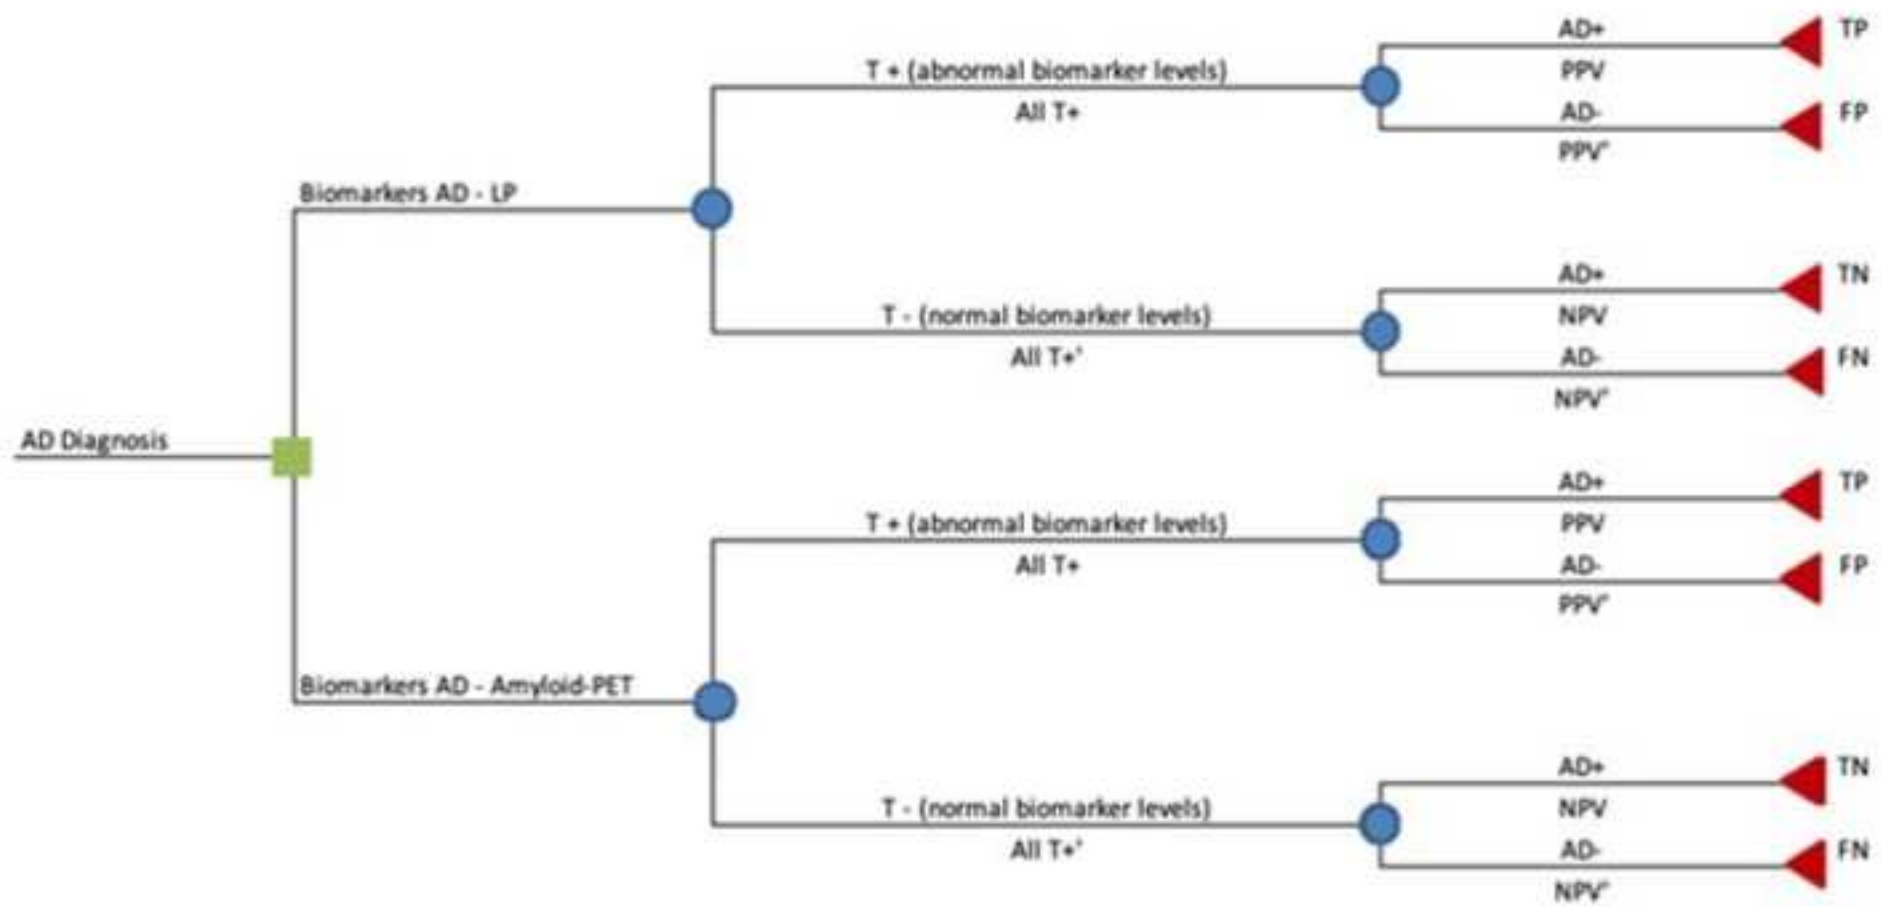 AD+
TP
T + (abnormal biomarker levels)
PPV
All T+
AD-
FP
PPV'
Biomarkers AD - LP
AD+
TN
T - (normal biomarker levels)
NPV
All T+'
AD-
FN
NPV'
AD Diagnosis
AD+
TP
T + (abnormal biomarker levels)
PPV
All T+
AD-
FP
PPV'
Biomarkers AD - Amyloid-PET
AD+
TN
T - (normal biomarker levels)
NPV
All T+'
AD-
FN
NPV'